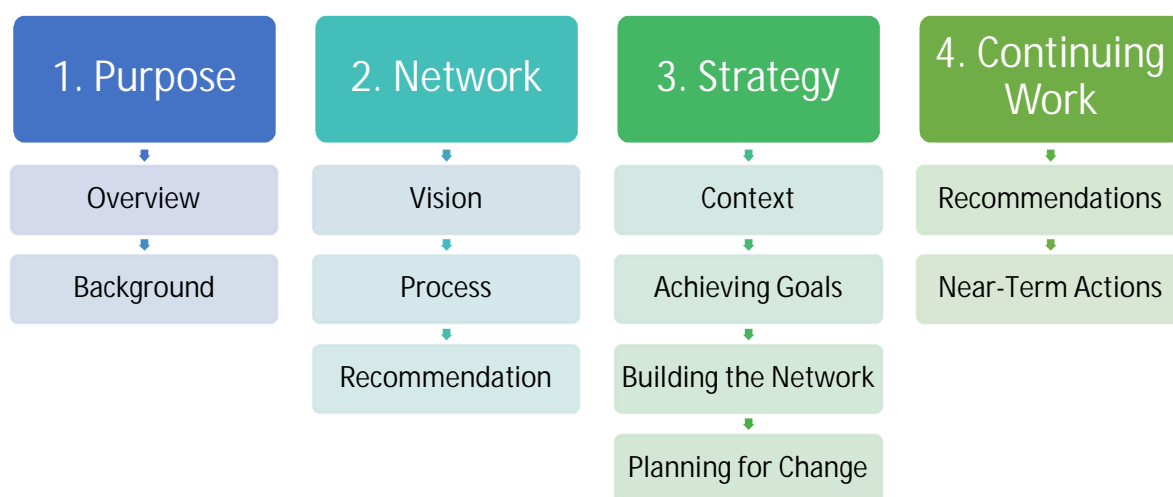 1. Purpose
Overview
Background
2. Network
Vision
Process
Recommendation
3. Strategy
Context
Achieving Goals
Building the Network
Planning for Change
4. Continuing
Work
Recommendations
Near-Term Actions